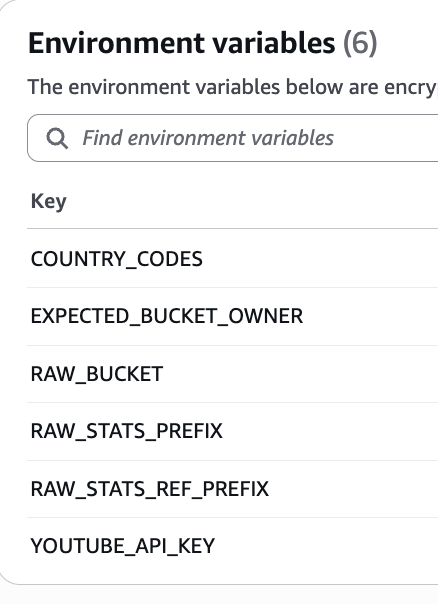 Environment variables (6)
The environment variables below are encry
Find environment variables
Key
COUNTRY_CODES
EXPECTED_BUCKET_OWNER
RAW_BUCKET
RAW_STATS_PREFIX
RAW_STATS_REF_PREFIX
YOUTUBE_API_KEY